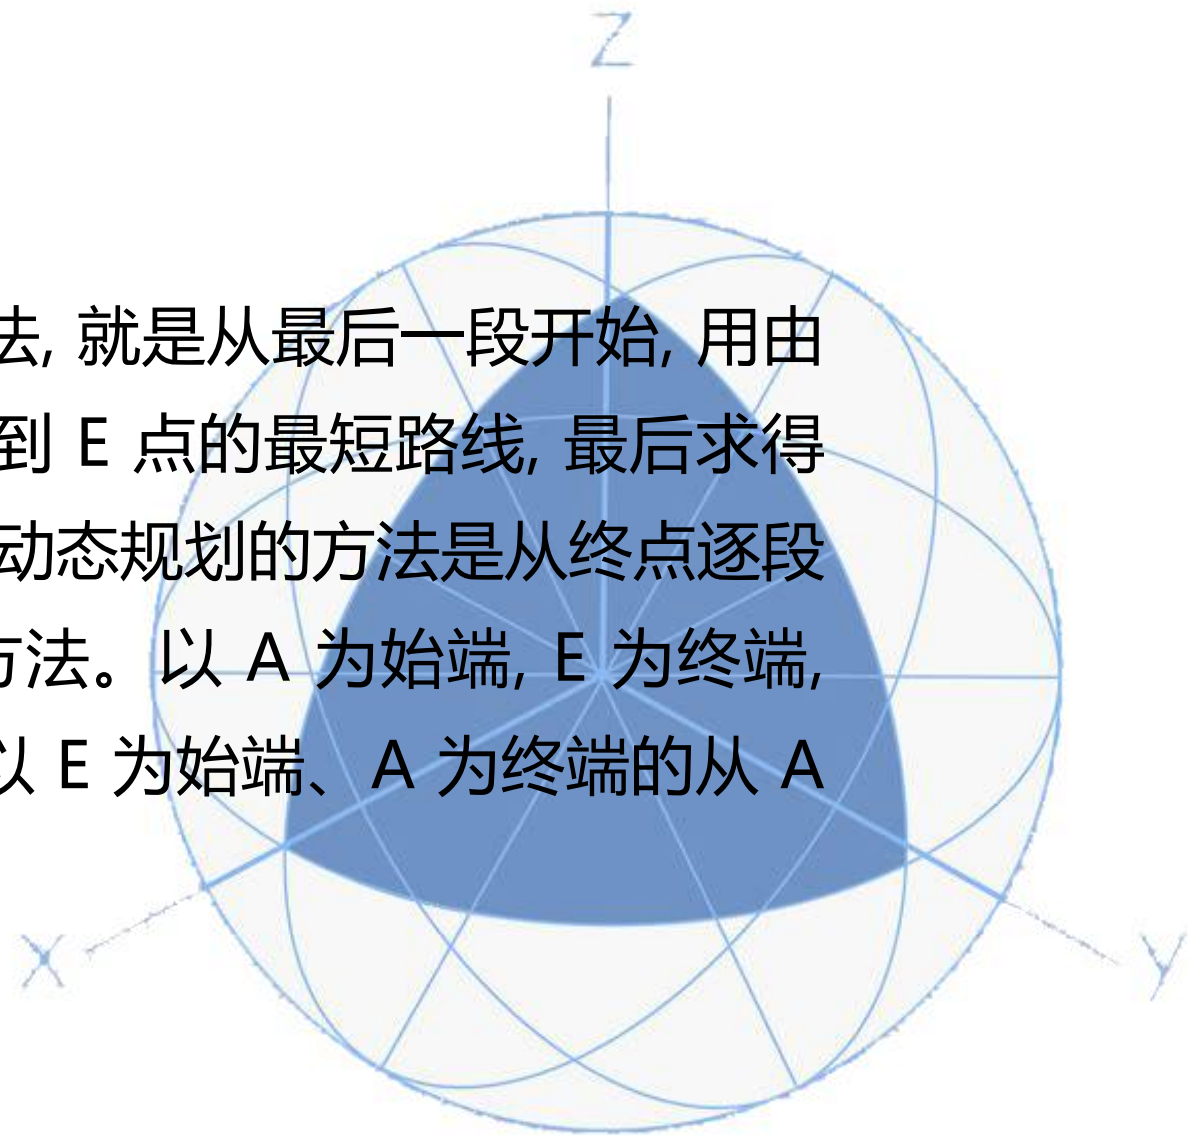 Z
法, 就是从最后一段开始, 用由
到 E 点的最短路线, 最后求得
动态规划的方法是从终点逐段
方法。以 A 为始端, E 为终端,
以 E 为始端、A 为终端的从 A
X
Y